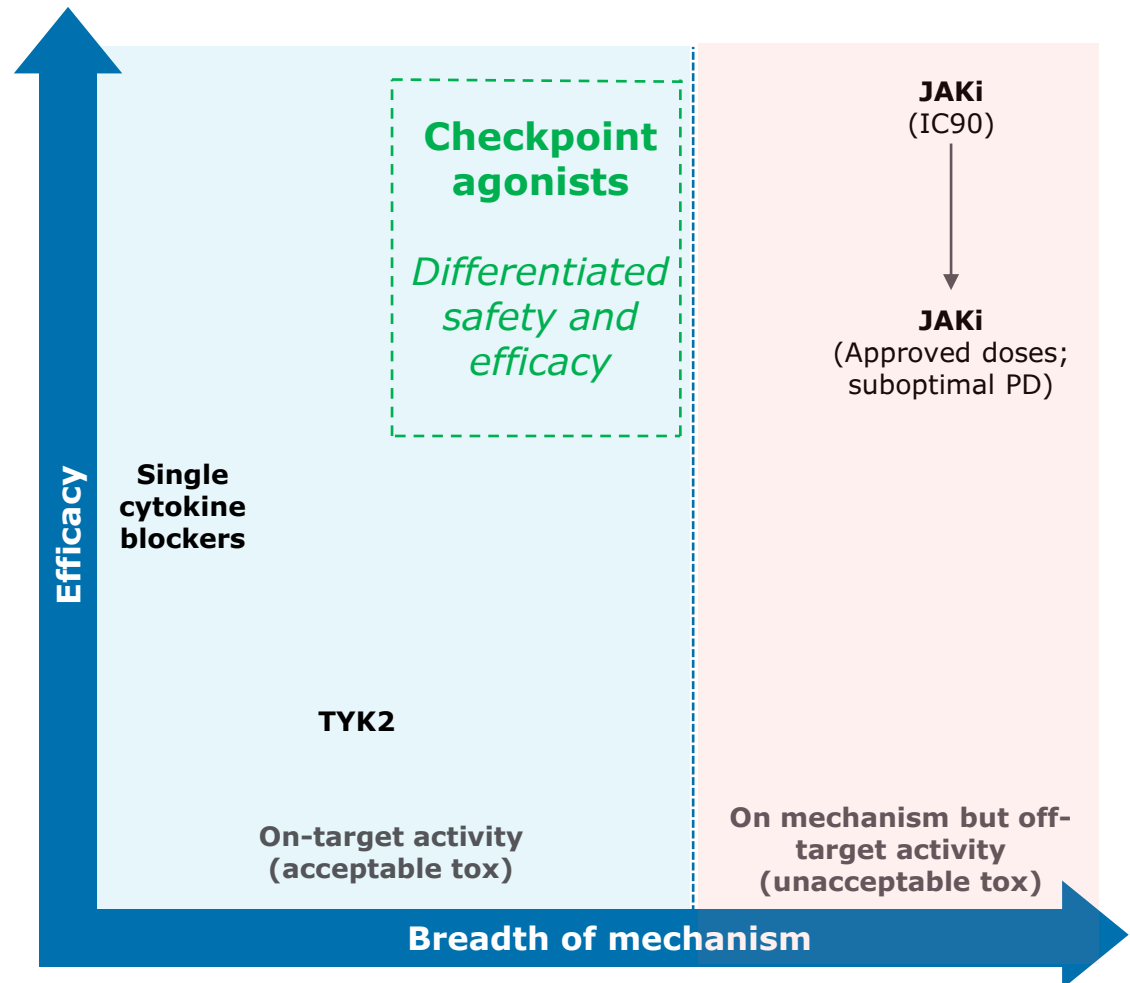 Checkpoint
agonists
Differentiated
safety and
efficacy
JAKi
(IC90)
JAKi
(Approved doses;
suboptimal PD)
Efficacy
Single
cytokine
blockers
TYK2
On-target activity
(acceptable tox)
On mechanism but off-
target activity
(unacceptable tox)
Breadth of mechanism